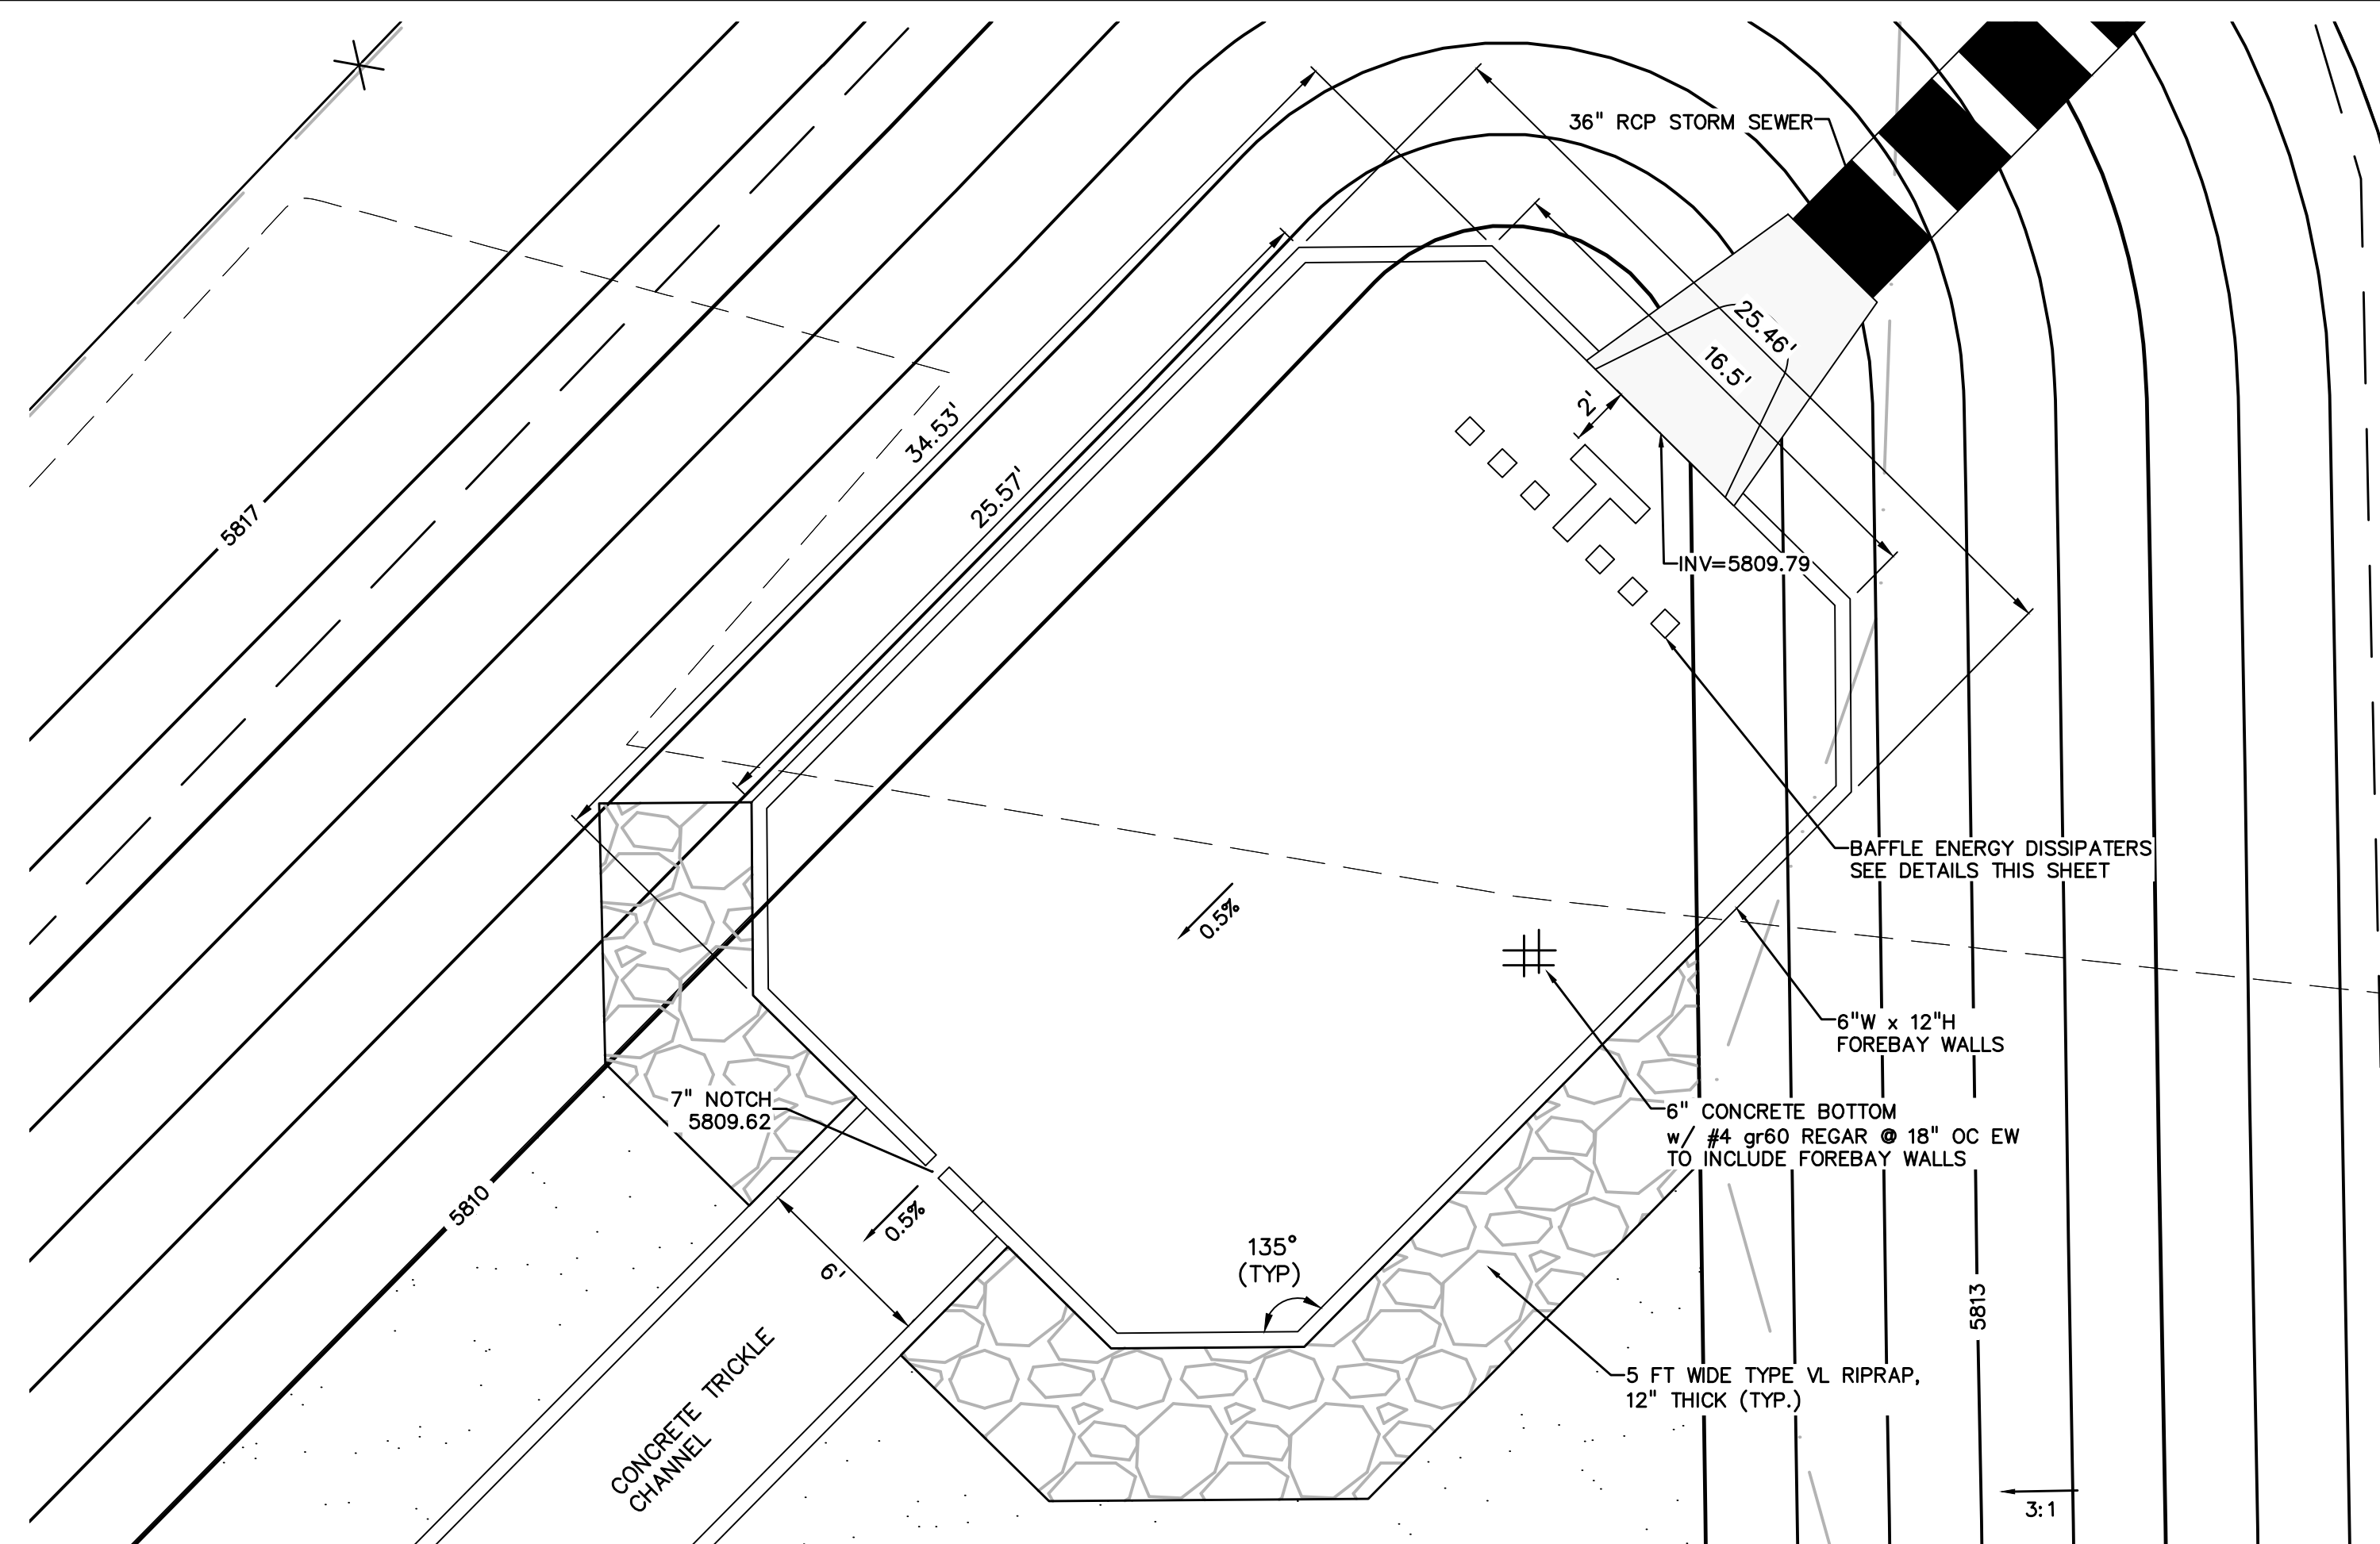 36" RCP STORM SEWER
25.46'
16.5'
2'
34.53'
25.57'
5817
INV=5809.79
BAFFLE ENERGY DISSIPATERS
SEE DETAILS THIS SHEET
0.5%
6"W x 12"H
FOREBAY WALLS
7" NOTCH
5809.62
6" CONCRETE BOTTOM
w/ #4 gr60 REGAR @ 18" OC EW
TO INCLUDE FOREBAY WALLS
5810
0.5%
6'
135°
(TYP)
5813
CONCRETE TRICKLE
CHANNEL
5 FT WIDE TYPE VL RIPRAP,
12" THICK (TYP.)
3:1